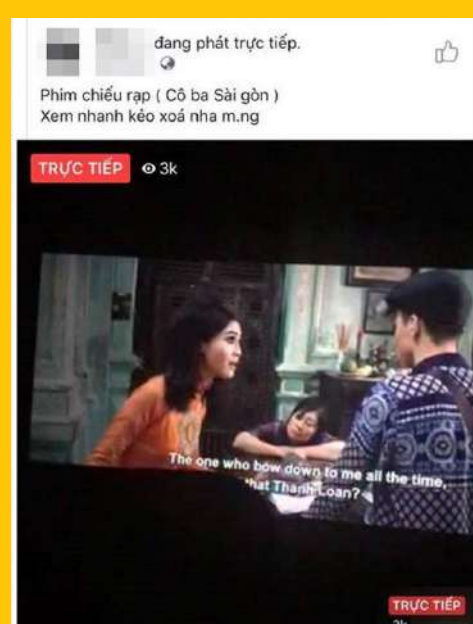 đang phát trực tiếp.
Phim chiếu rạp ( Cô ba Sài gòn )
Xem nhanh kẻo xoá nha m.ng
TRỰC TIẾP 3k
The one who bow down to me all the time,
that Thanh Loan?
TRỰC TIẾP